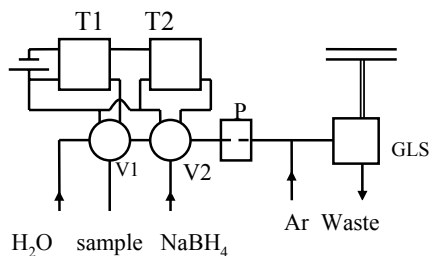 T1 T2
P
V1 V2
GLS
Ar Waste
H₂O sample NaBH₄